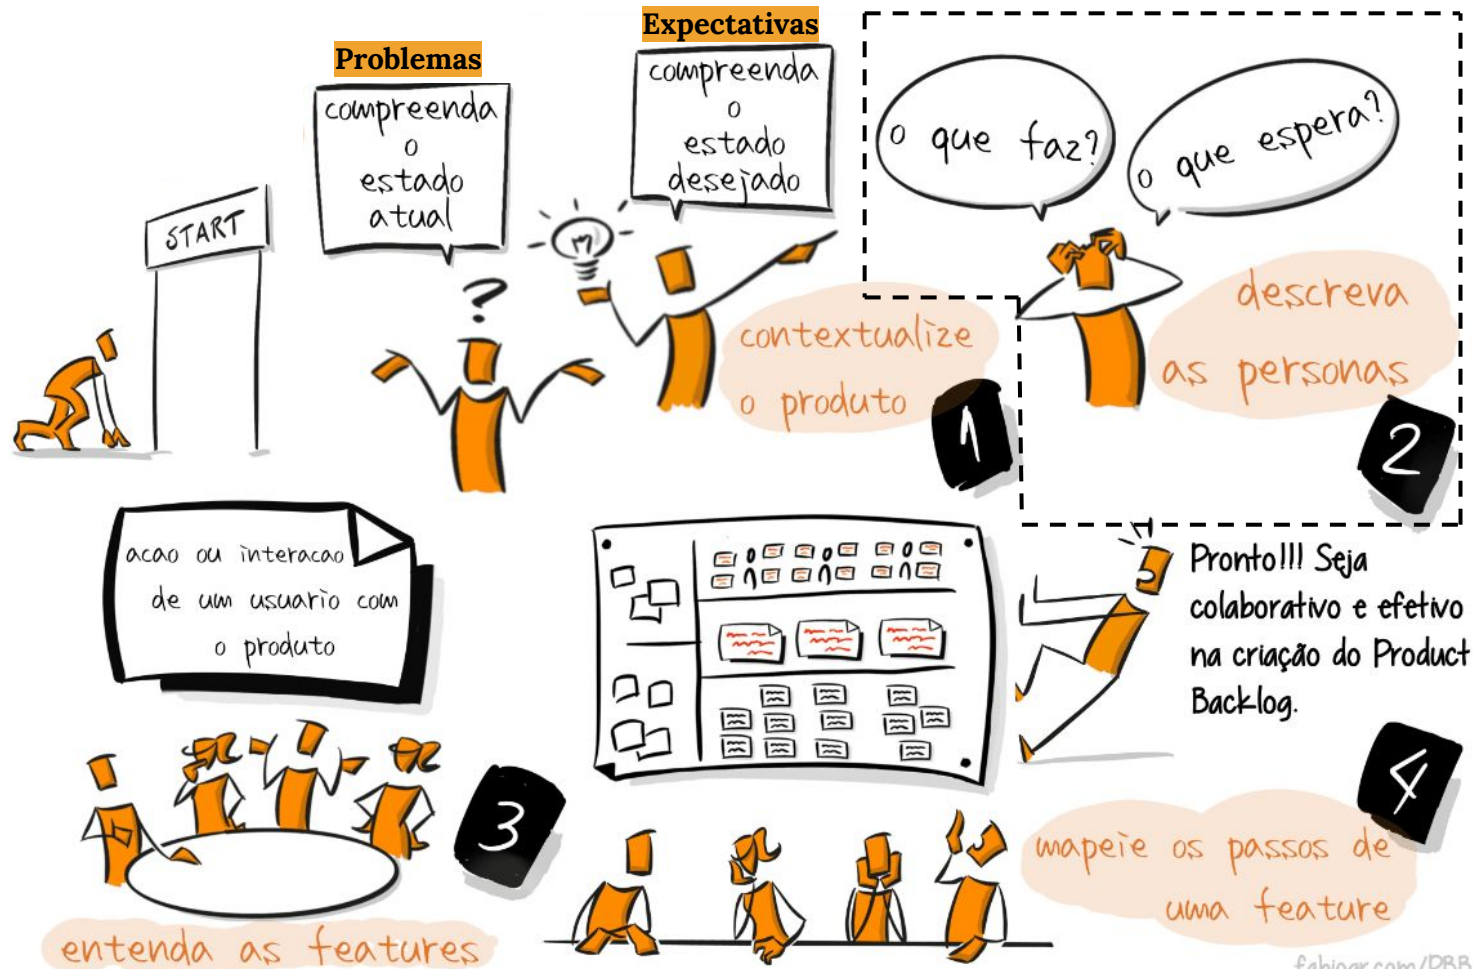 Problemas
compreenda
o
estado
atual
Expectativas
compreenda
o
estado
desejado
o que faz?
o que espera?
START
?
contextualize
o produto
1
descreva
as personas
2
acao ou interacao
de um usuario com
o produto
3
entenda as features
Pronto!!! Seja
colaborativo e efetivo
na criação do Product
Backlog.
4
mapeie os passos de
uma feature
fabiogr.com/PBB